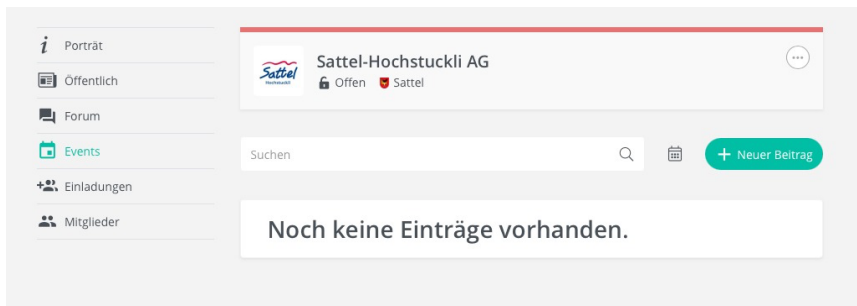 Porträt
Öffentlich
Forum
Events
Einladungen
Mitglieder
Sattel
Hochstuckli
Sattel-Hochstuckli AG
Offen Sattel
Suchen
+ Neuer Beitrag
Noch keine Einträge vorhanden.